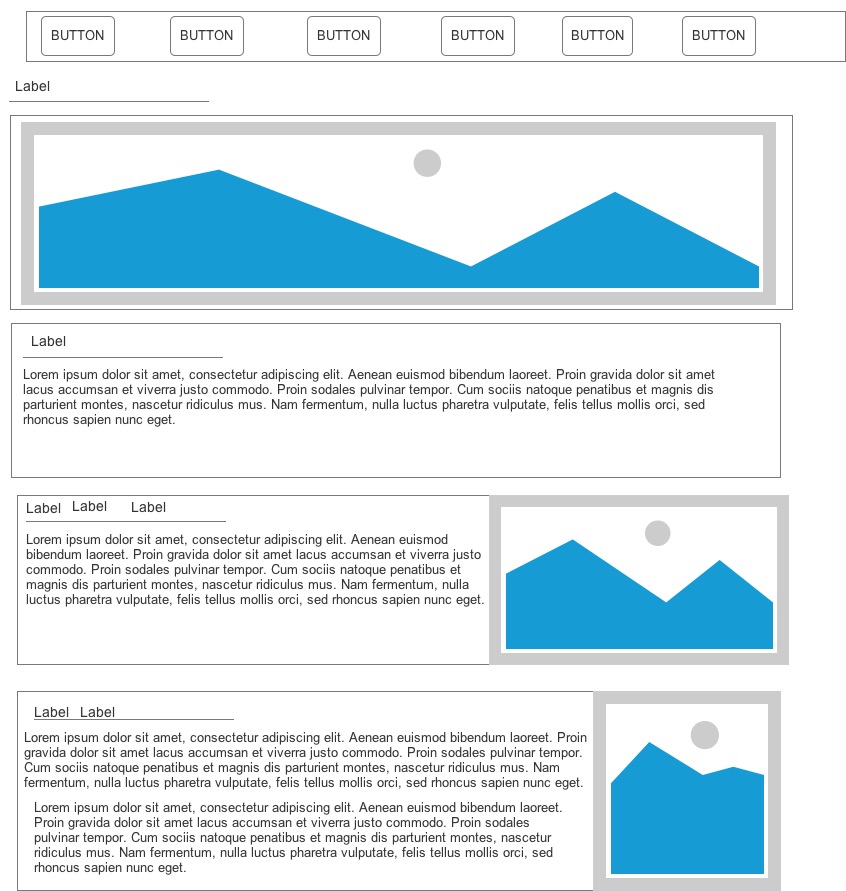 BUTTON BUTTON BUTTON BUTTON BUTTON BUTTON
Label
Label
Lorem ipsum dolor sit amet, consectetur adipiscing elit. Aenean euismod bibendum laoreet. Proin gravida dolor sit amet
lacus accumsan et viverra justo commodo. Proin sodales pulvinar tempor. Cum sociis natoque penatibus et magnis dis
parturient montes, nascetur ridiculus mus. Nam fermentum, nulla luctus pharetra vulputate, felis tellus mollis orci, sed
rhoncus sapien nunc eget.
Label Label Label
Lorem ipsum dolor sit amet, consectetur adipiscing elit. Aenean euismod
bibendum laoreet. Proin gravida dolor sit amet lacus accumsan et viverra justo
commodo. Proin sodales pulvinar tempor. Cum sociis natoque penatibus et
magnis dis parturient montes, nascetur ridiculus mus. Nam fermentum, nulla
luctus pharetra vulputate, felis tellus mollis orci, sed rhoncus sapien nunc eget.
Label Label
Lorem ipsum dolor sit amet, consectetur adipiscing elit. Aenean euismod bibendum laoreet. Proin
gravida dolor sit amet lacus accumsan et viverra justo commodo. Proin sodales pulvinar tempor.
Cum sociis natoque penatibus et magnis dis parturient montes, nascetur ridiculus mus. Nam
fermentum, nulla luctus pharetra vulputate, felis tellus mollis orci, sed rhoncus sapien nunc eget.
Lorem ipsum dolor sit amet, consectetur adipiscing elit. Aenean euismod bibendum laoreet.
Proin gravida dolor sit amet lacus accumsan et viverra justo commodo. Proin sodales
pulvinar tempor. Cum sociis natoque penatibus et magnis dis parturient montes, nascetur
ridiculus mus. Nam fermentum, nulla luctus pharetra vulputate, felis tellus mollis orci, sed
rhoncus sapien nunc eget.